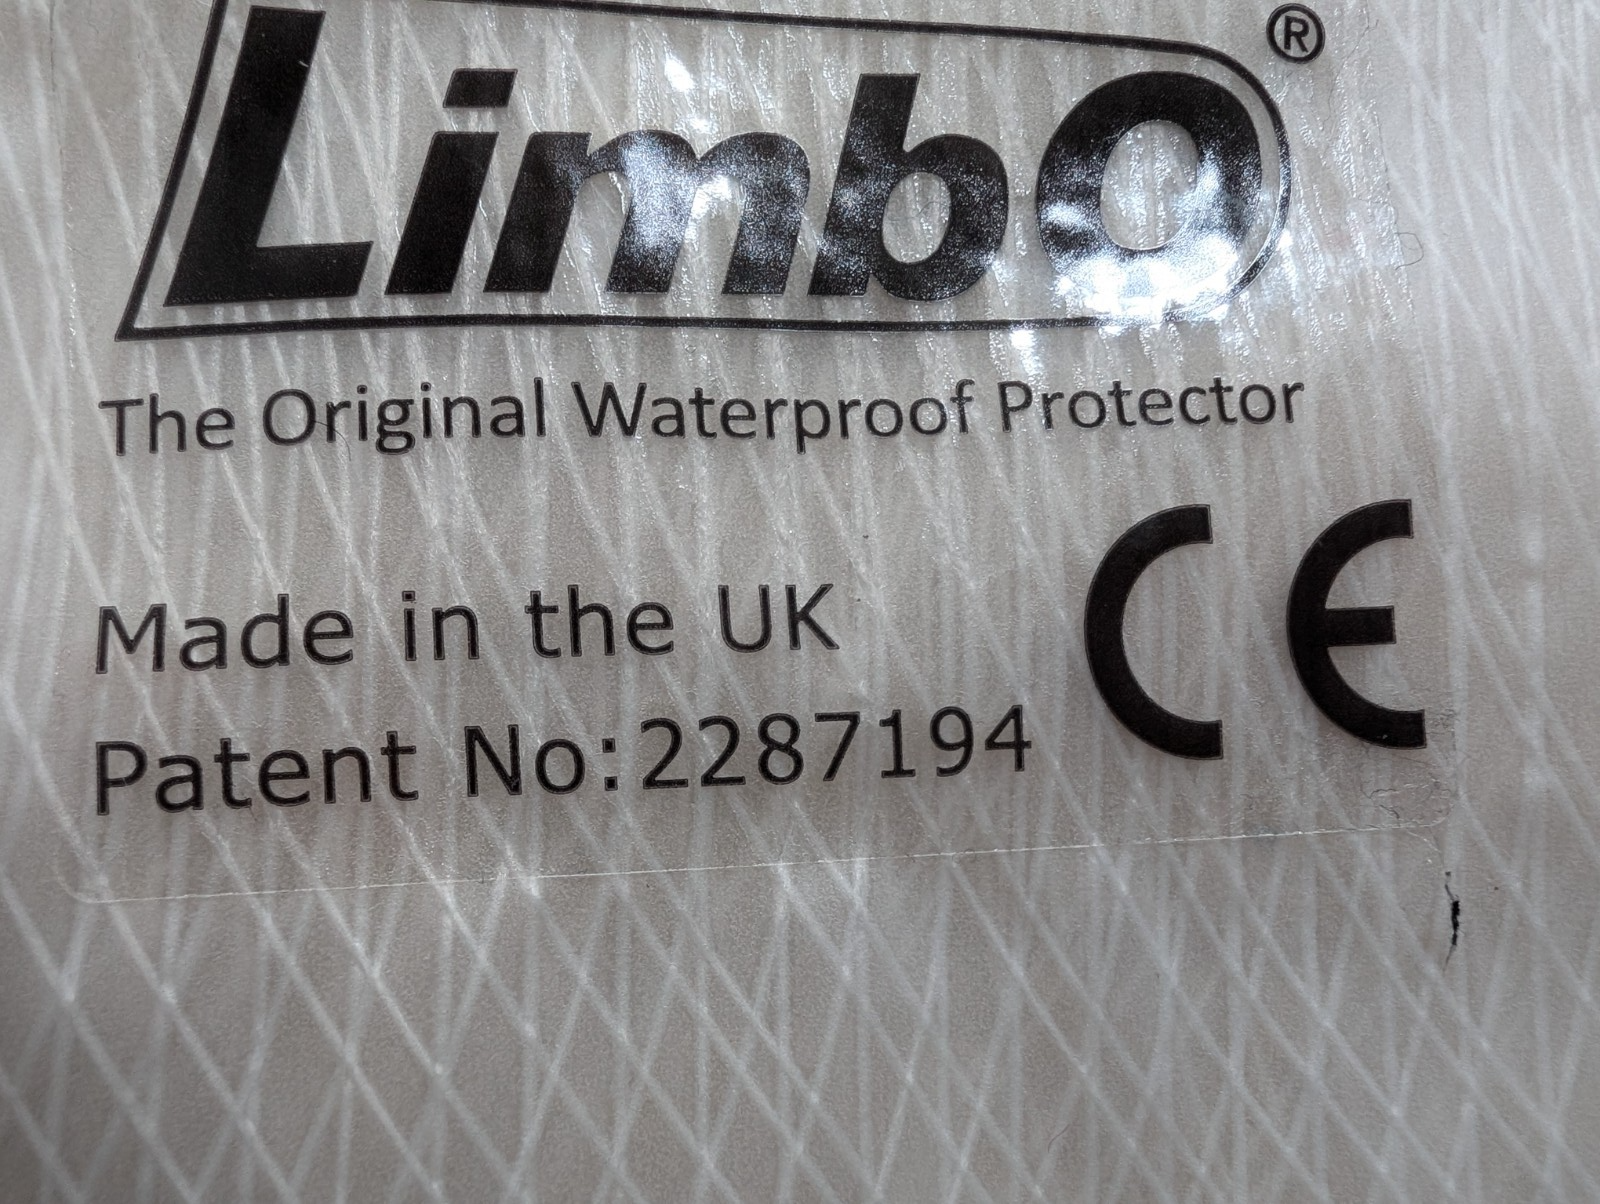 LimbO ®
The Original Waterproof Protector
Made in the UK
Patent No:2287194
CE